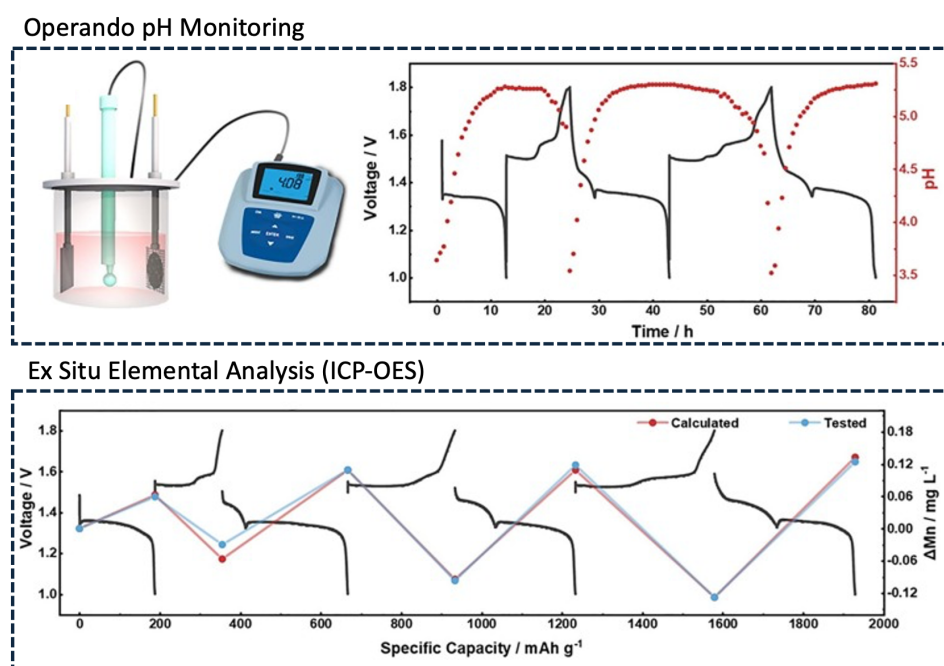 Operando pH Monitoring
4.08
Voltage / V
1.8
1.6
1.4
1.2
1.0
5.5
5.0
4.5
4.0
3.5
pH
0 10 20 30 40 50 60 70 80
Time / h
Ex Situ Elemental Analysis (ICP-OES)
Calculated Tested
Voltage / V
1.8
1.6
1.4
1.2
1.0
0.18
0.12
0.06
0.00
-0.06
-0.12
ΔMn / mg L⁻¹
0 200 400 600 800 1000 1200 1400 1600 1800 2000
Specific Capacity / mAh g⁻¹